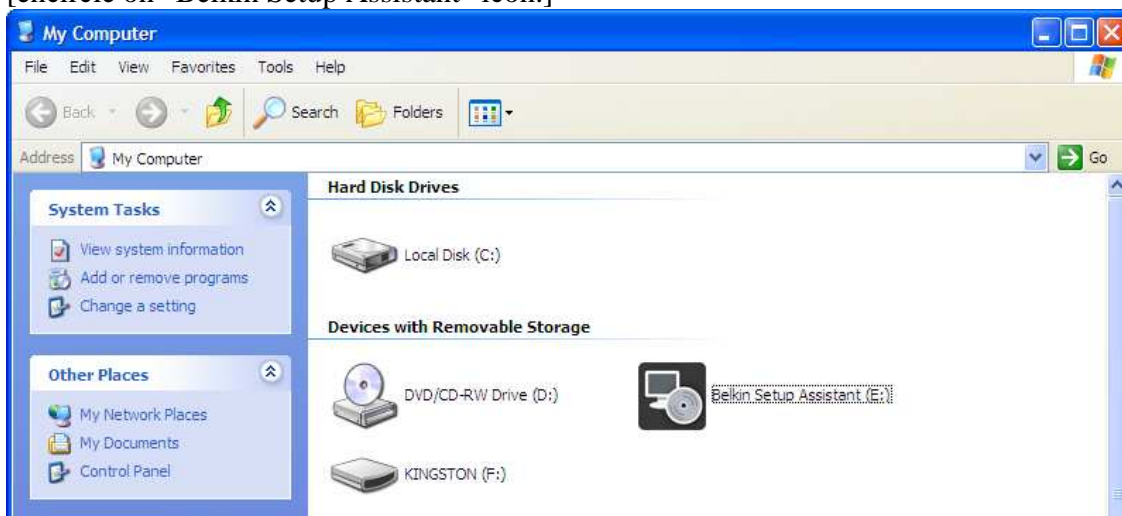 [encircle on "Belkin Setup Assistant" icon.]
My Computer
File Edit View Favorites Tools Help
Back Search Folders
Address My Computer Go
Hard Disk Drives
System Tasks
View system information
Local Disk (C:)
Add or remove programs
Change a setting
Devices with Removable Storage
Other Places
DVD/CD-RW Drive (D:) Belkin Setup Assistant (E:)
My Network Places
My Documents
Control Panel
KINGSTON (F:)